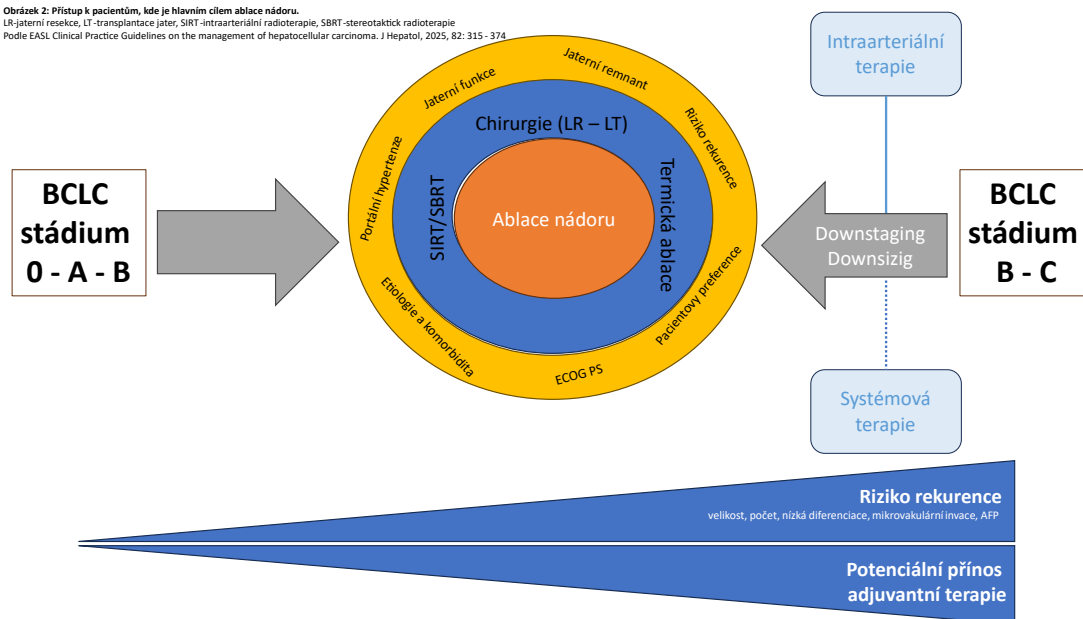 Obrázek 2: Přístup k pacientům, kde je hlavním cílem ablace nádoru.
LR-jaterní resekce, LT-transplantace jater, SIRT-intraarteriální radioterapie, SBRT-stereotaktick radioterapie
Podle EASL Clinical Practice Guidelines on the management of hepatocellular carcinoma. J Hepatol, 2025, 82: 315 - 374
BCLC
stádium
0 - A - B
Jaterní funkce
Jaterní remnant
Riziko rekurence
Portální hypertenze
Etiologie a komorbidita
ECOG PS
Pacientovy preference
Chirurgie (LR – LT)
SIRT/SBRT
Termická ablace
Ablace nádoru
Intraarteriální
terapie
Downstaging
Downsizig
BCLC
stádium
B - C
Systémová
terapie
Riziko rekurence
velikost, počet, nízká diferenciace, mikrovakulární invace, AFP
Potenciální přínos
adjuvantní terapie